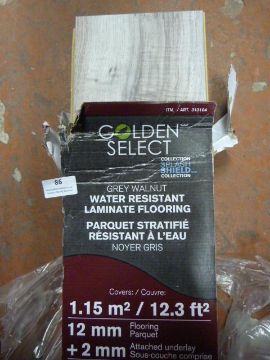 ITM. / ART. 313104
GOLDEN
SELECT
COLLECTION
SPLASH
SHIELD
COLLECTION
86
GREY WALNUT
WATER RESISTANT
LAMINATE FLOORING
PARQUET STRATIFIÉ
RÉSISTANT À L'EAU
NOYER GRIS
Covers: / Couvre:
1.15 m² / 12.3 ft²
12 mm Flooring
Parquet
+ 2 mm Attached underlay
Sous-couche comprise